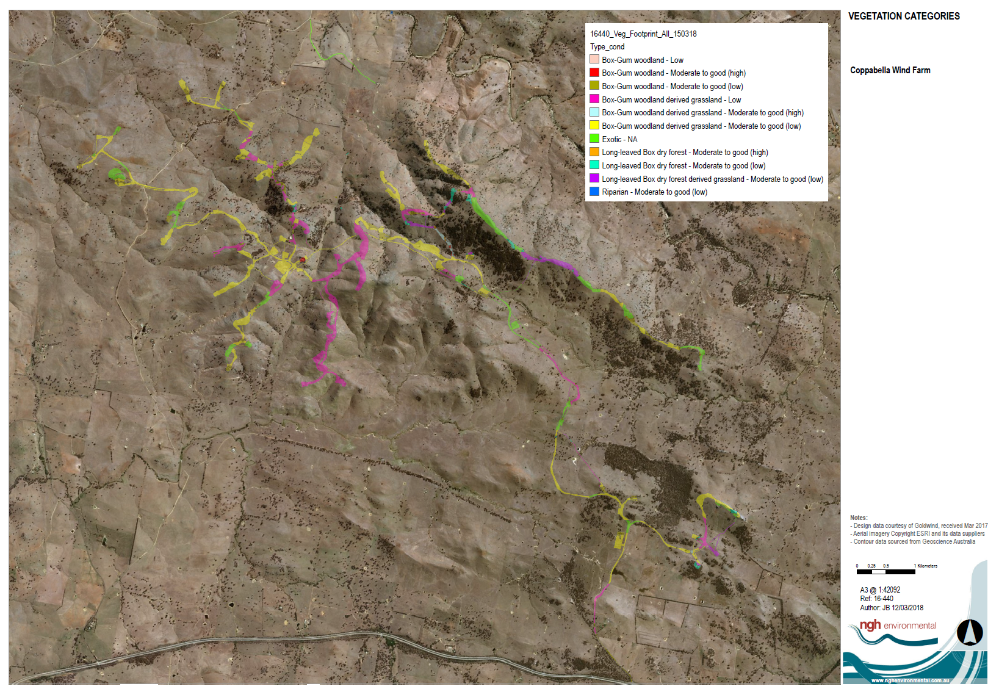 VEGETATION CATEGORIES
16440_Veg_Footprint_All_150318
Type_cond
Box-Gum woodland - Low
Box-Gum woodland - Moderate to good (high)
Box-Gum woodland - Moderate to good (low)
Box-Gum woodland derived grassland - Low
Box-Gum woodland derived grassland - Moderate to good (high)
Box-Gum woodland derived grassland - Moderate to good (low)
Exotic - NA
Long-leaved Box dry forest - Moderate to good (high)
Long-leaved Box dry forest - Moderate to good (low)
Long-leaved Box dry forest derived grassland - Moderate to good (low)
Riparian - Moderate to good (low)
Coppabella Wind Farm
Notes:
- Design data courtesy of Goldwind, received Mar 2017
- Aerial imagery Copyright ESRI and its data suppliers
- Contour data sourced from Geoscience Australia
0 0.25 0.5 1 Kilometers
A3 @ 1:42092
Ref: 16-440
Author: JB 12/03/2018
ngh environmental
www.nghenvironmental.com.au